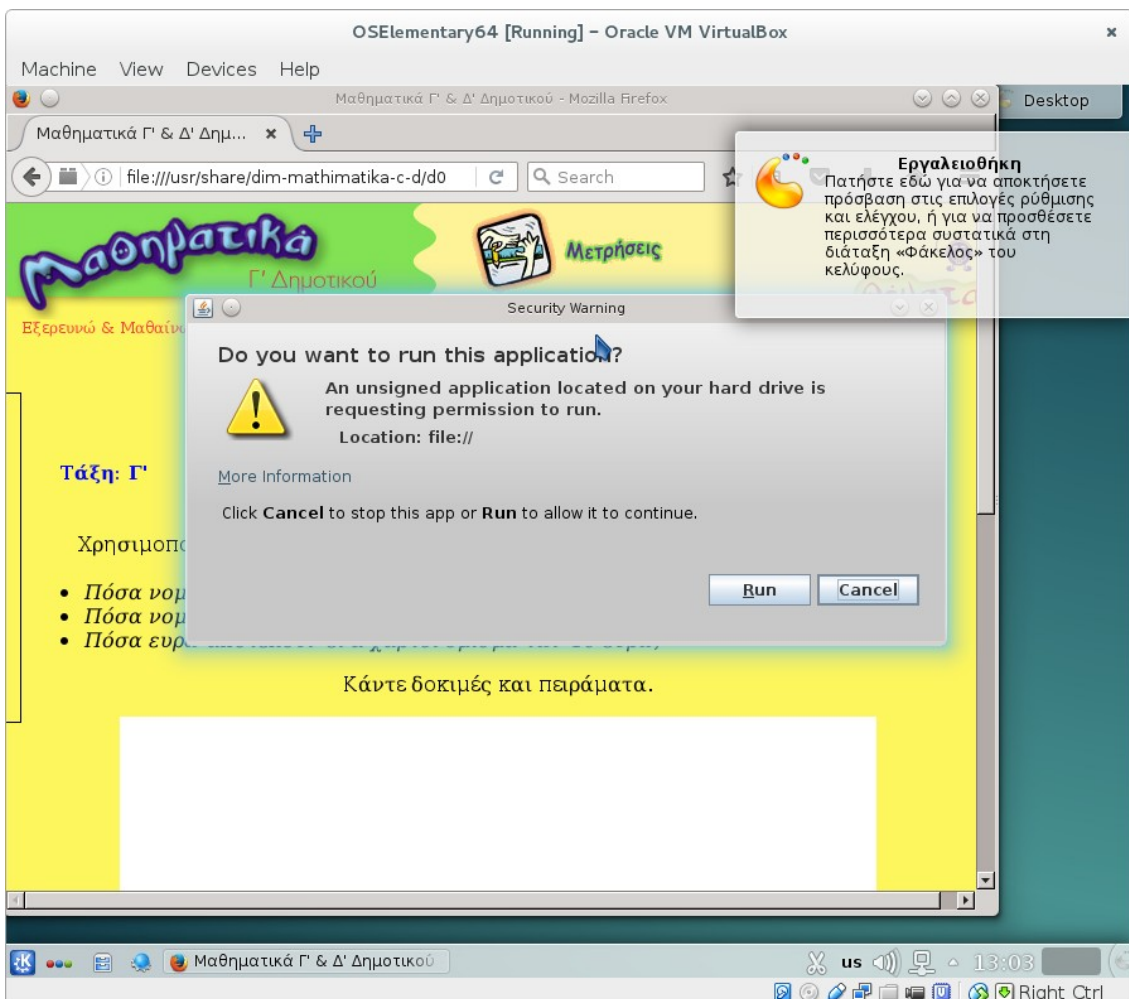 OSElementary64 [Running] – Oracle VM VirtualBox
Machine View Devices Help
Μαθηματικά Γ' & Δ' Δημοτικού - Mozilla Firefox
Desktop
Μαθηματικά Γ' & Δ' Δημ...
file:///usr/share/dim-mathimatika-c-d/d0
Search
Εργαλειοθήκη
Πατήστε εδώ για να αποκτήσετε
πρόσβαση στις επιλογές ρύθμισης
και ελέγχου, ή για να προσθέσετε
περισσότερα συστατικά στη
διάταξη «Φάκελος» του
κελύφους.
Μαθηματικά
Γ' Δημοτικού
Μετρήσεις
Εξερευνώ & Μαθαίνω
Security Warning
Do you want to run this application?
An unsigned application located on your hard drive is
requesting permission to run.
Location: file://
More Information
Click Cancel to stop this app or Run to allow it to continue.
Run Cancel
Τάξη: Γ'
• Πόσα
• Πόσα
• Πόσα
Κάντε δοκιμές και πειράματα.
Μαθηματικά Γ' & Δ' Δημοτικού
us
13:03
Right Ctrl